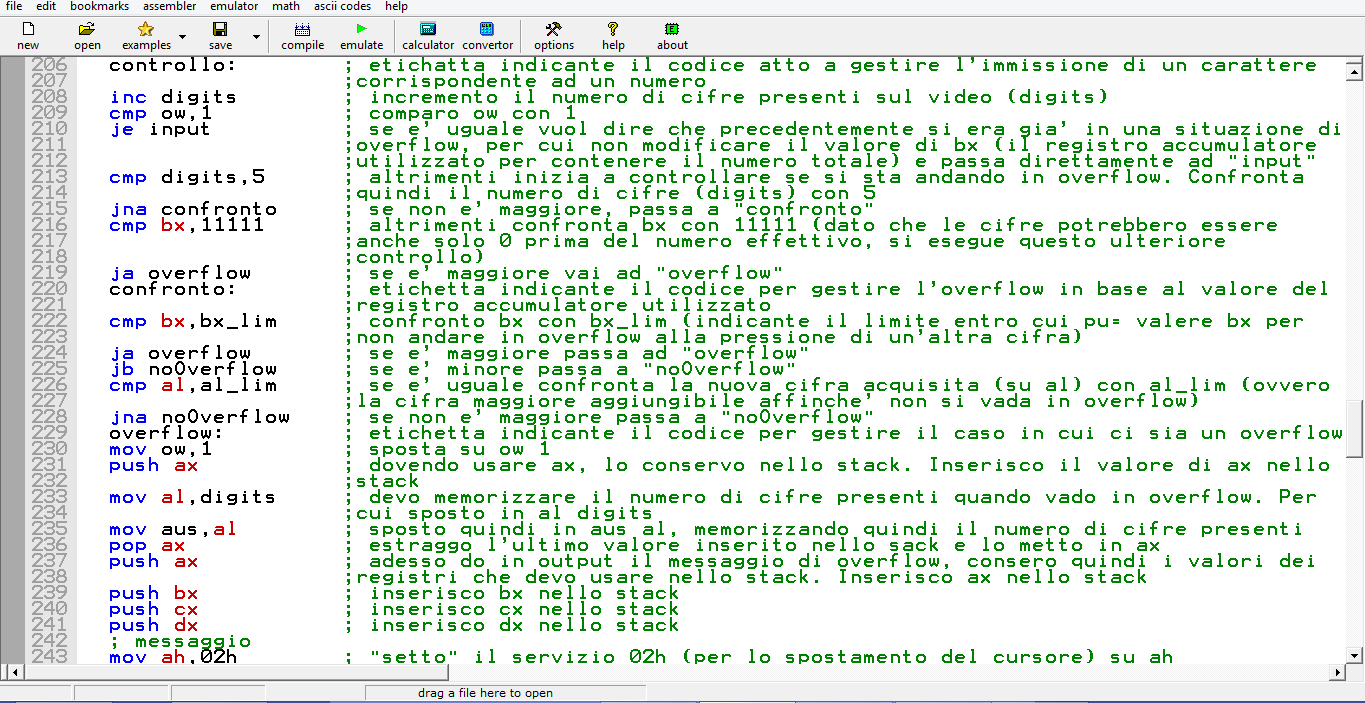 file edit bookmarks assembler emulator math ascii codes help
new open examples save compile emulate calculator convertor options help about
206 controllo: ; etichatta indicante il codice atto a gestire l'immissione di un carattere
207 ;corrispondente ad un numero
208 inc digits ; incremento il numero di cifre presenti sul video (digits)
209 cmp ow,1 ; comparo ow con 1
210 je input ; se e' uguale vuol dire che precedentemente si era gia' in una situazione di
211 ;overflow, per cui non modificare il valore di bx (il registro accumulatore
212 ;utilizzato per contenere il numero totale) e passa direttamente ad "input"
213 cmp digits,5 ; altrimenti inizia a controllare se si sta andando in overflow. Confronta
214 ;quindi il numero di cifre (digits) con 5
215 jna confronto ; se non e' maggiore, passa a "confronto"
216 cmp bx,11111 ; altrimenti confronta bx con 11111 (dato che le cifre potrebbero essere
217 ;anche solo 0 prima del numero effettivo, si esegue questo ulteriore
218 ;controllo)
219 ja overflow ; se e' maggiore vai ad "overflow"
220 confronto: ; etichetta indicante il codice per gestire l'overflow in base al valore del
221 ;registro accumulatore utilizzato
222 cmp bx,bx_lim ; confronto bx con bx_lim (indicante il limite entro cui pu= valere bx per
223 ;non andare in overflow alla pressione di un'altra cifra)
224 ja overflow ; se e' maggiore passa ad "overflow"
225 jb noOverflow ; se e' minore passa a "noOverflow"
226 cmp al,al_lim ; se e' uguale confronta la nuova cifra acquisita (su al) con al_lim (ovvero
227 ;la cifra maggiore aggiungibile affinche' non si vada in overflow)
228 jna noOverflow ; se non e' maggiore passa a "noOverflow"
229 overflow: ; etichetta indicante il codice per gestire il caso in cui ci sia un overflow
230 mov ow,1 ; sposta su ow 1
231 push ax ; dovendo usare ax, lo conservo nello stack. Inserisco il valore di ax nello
232 ;stack
233 mov al,digits ; devo memorizzare il numero di cifre presenti quando vado in overflow. Per
234 ;cui sposto in al digits
235 mov aus,al ; sposto quindi in aus al, memorizzando quindi il numero di cifre presenti
236 pop ax ; estraggo l'ultimo valore inserito nello sack e lo metto in ax
237 push ax ; adesso do in output il messaggio di overflow, consero quindi i valori dei
238 ;registri che devo usare nello stack. Inserisco ax nello stack
239 push bx ; inserisco bx nello stack
240 push cx ; inserisco cx nello stack
241 push dx ; inserisco dx nello stack
242 ; messaggio
243 mov ah,02h ; "setto" il servizio 02h (per lo spostamento del cursore) su ah
drag a file here to open